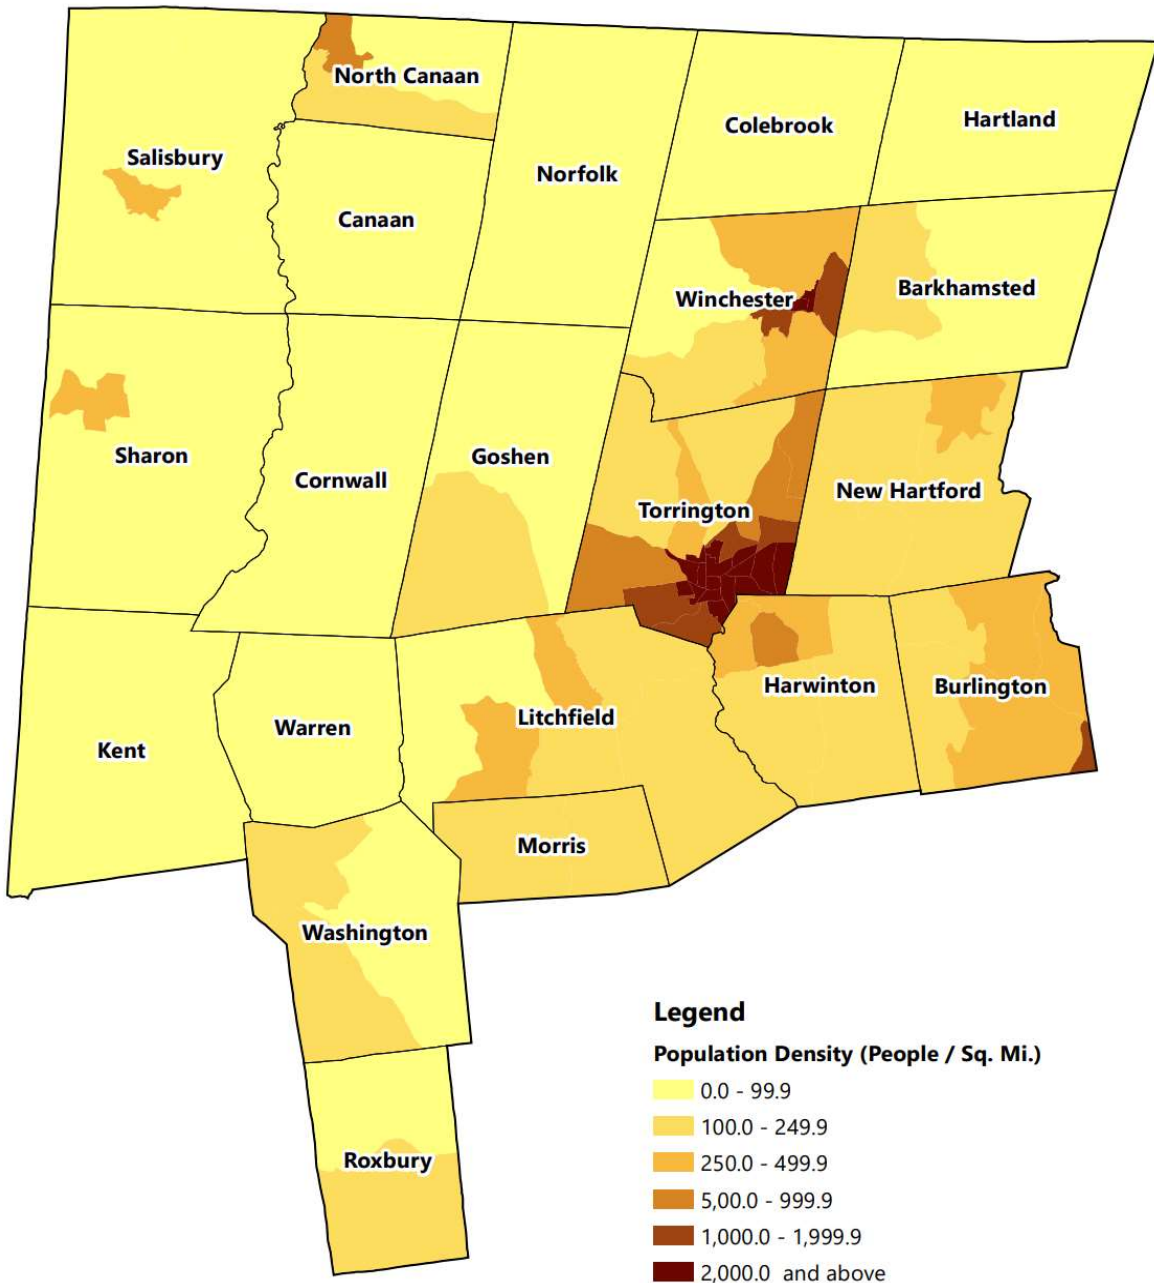 North Canaan
Colebrook
Hartland
Salisbury
Norfolk
Canaan
Winchester
Barkhamsted
Sharon
Goshen
Cornwall
New Hartford
Torrington
Harwinton
Burlington
Litchfield
Warren
Kent
Morris
Washington
Roxbury
Legend
Population Density (People / Sq. Mi.)
0.0 - 99.9
100.0 - 249.9
250.0 - 499.9
5,00.0 - 999.9
1,000.0 - 1,999.9
2,000.0 and above